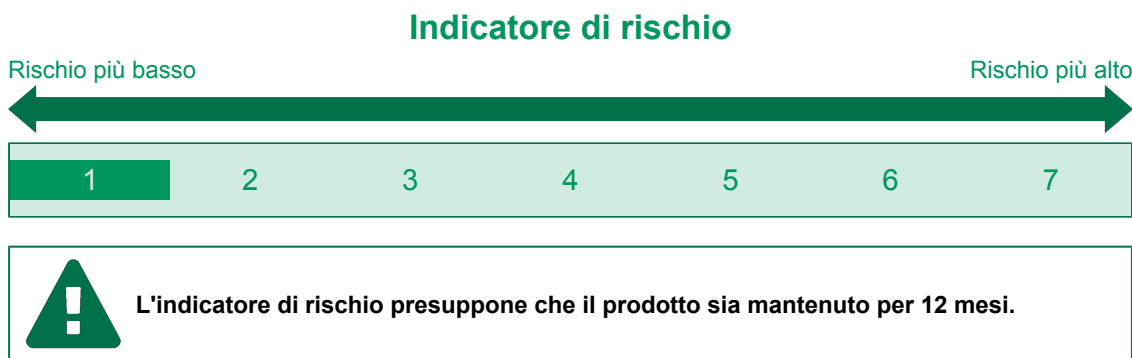 Indicatore di rischio
Rischio più basso Rischio più alto
1 2 3 4 5 6 7
L'indicatore di rischio presuppone che il prodotto sia mantenuto per 12 mesi.